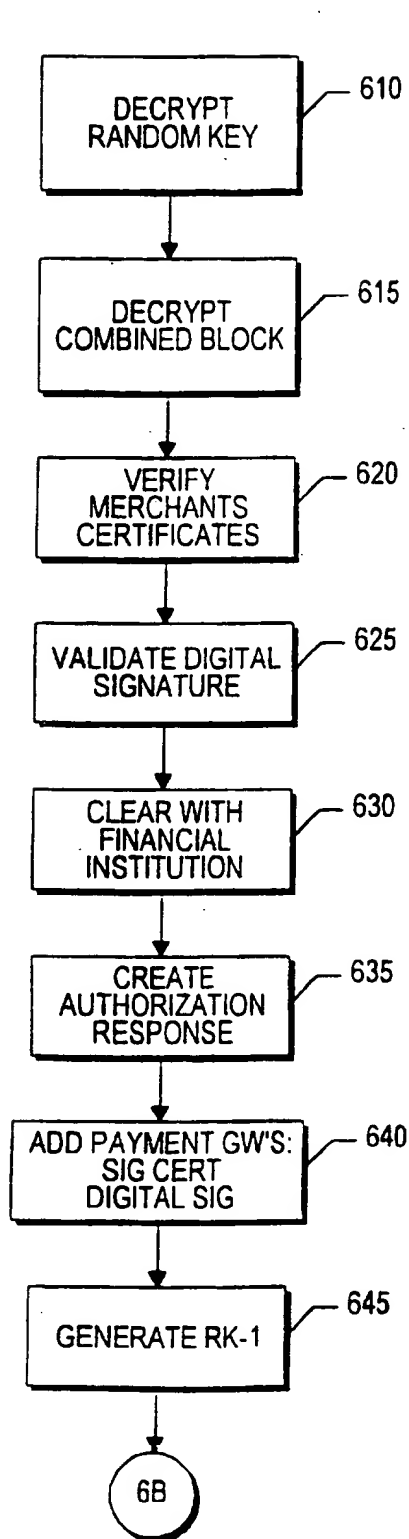 DECRYPT
RANDOM KEY
610
DECRYPT
COMBINED BLOCK
615
VERIFY
MERCHANTS
CERTIFICATES
620
VALIDATE DIGITAL
SIGNATURE
625
CLEAR WITH
FINANCIAL
INSTITUTION
630
CREATE
AUTHORIZATION
RESPONSE
635
ADD PAYMENT GW'S:
SIG CERT
DIGITAL SIG
640
GENERATE RK-1
645
6B